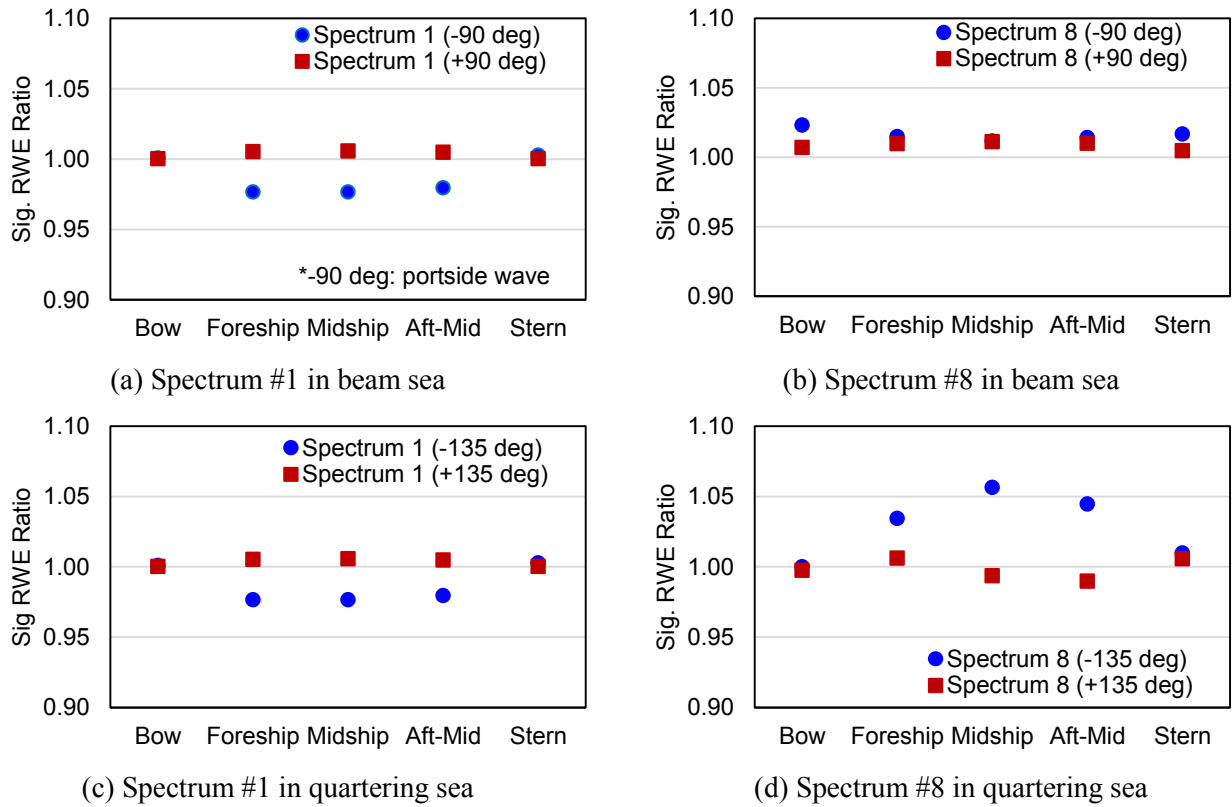 1.10
1.05
1.00
0.95
0.90
Sig. RWE Ratio
Spectrum 1 (-90 deg)
Spectrum 1 (+90 deg)
*-90 deg: portside wave
Bow Foreship Midship Aft-Mid Stern
(a) Spectrum #1 in beam sea
1.10
1.05
1.00
0.95
0.90
Sig. RWE Ratio
Spectrum 8 (-90 deg)
Spectrum 8 (+90 deg)
Bow Foreship Midship Aft-Mid Stern
(b) Spectrum #8 in beam sea
1.10
1.05
1.00
0.95
0.90
Sig RWE Ratio
Spectrum 1 (-135 deg)
Spectrum 1 (+135 deg)
Bow Foreship Midship Aft-Mid Stern
(c) Spectrum #1 in quartering sea
1.10
1.05
1.00
0.95
0.90
Sig. RWE Ratio
Spectrum 8 (-135 deg)
Spectrum 8 (+135 deg)
Bow Foreship Midship Aft-Mid Stern
(d) Spectrum #8 in quartering sea